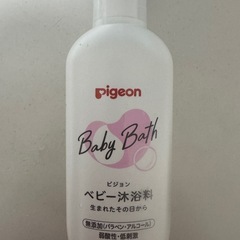 Pigeon
Baby Bath
ピジョン
ベビー沐浴料
生まれたその日から
無添加(パラベン・アルコール)
弱酸性・低刺激